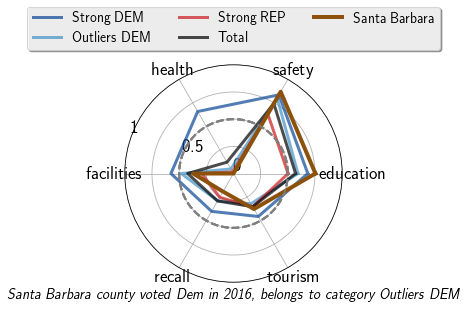 Strong DEM Strong REP Santa Barbara
Outliers DEM Total
health safety
1
0.5
0
facilities education
recall tourism
Santa Barbara county voted Dem in 2016, belongs to category Outliers DEM